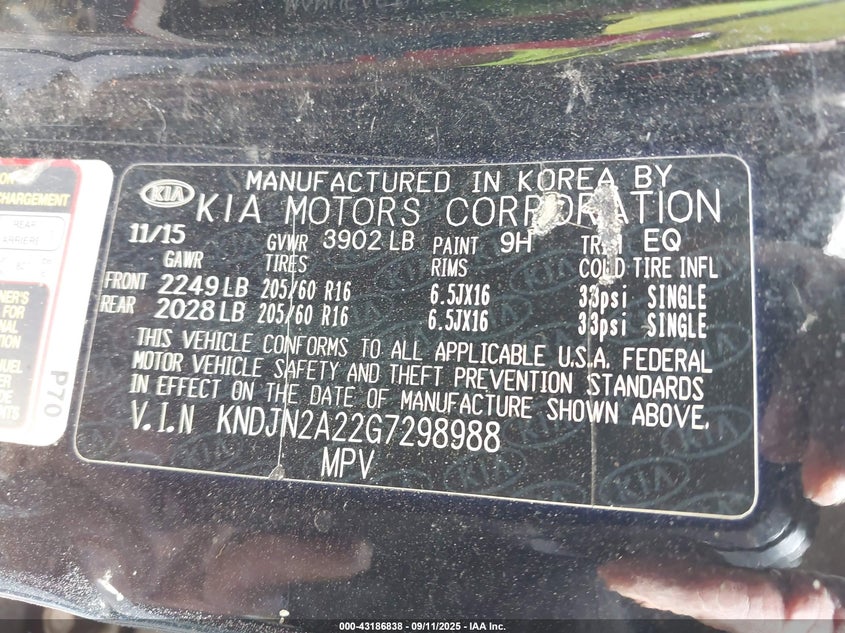 MANUFACTURED IN KOREA BY
KIA KIA MOTORS CORPORATION
11/15 GVWR 3902 LB PAINT 9H TRIM EQ
GAWR TIRES RIMS COLD TIRE INFL
FRONT 2249 LB 205/60 R16 6.5JX16 33psi SINGLE
REAR 2028 LB 205/60 R16 6.5JX16 33psi SINGLE
THIS VEHICLE CONFORMS TO ALL APPLICABLE U.S.A. FEDERAL
MOTOR VEHICLE SAFETY AND THEFT PREVENTION STANDARDS
IN EFFECT ON THE DATE OF MANUFACTURE SHOWN ABOVE.
V.I.N KNDJN2A22G7298988
MPV
CHARGEMENT
REAR
P70
000-43186838 - 09/11/2025 - IAA Inc.